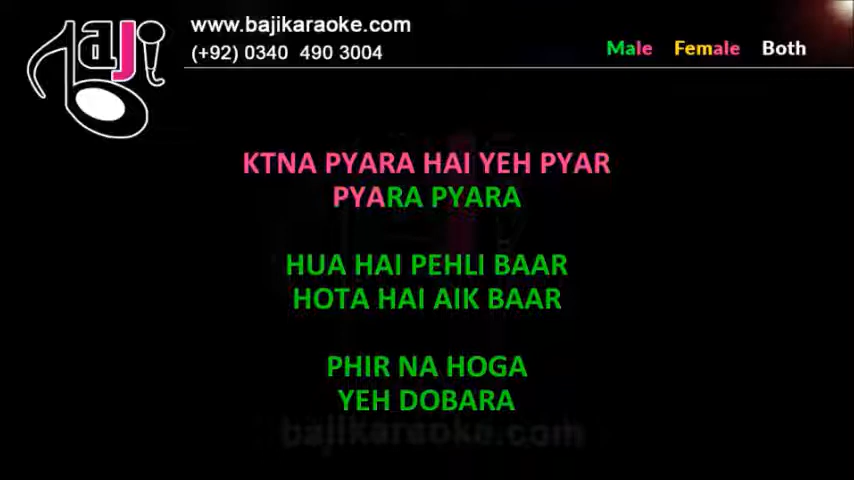 aji
www.bajikaraoke.com
(+92) 0340 490 3004
Male Female Both
KTNA PYARA HAI YEH PYAR
PYARA PYARA
HUA HAI PEHLI BAAR
HOTA HAI AIK BAAR
PHIR NA HOGA
YEH DOBARA
bajikaraoke.com